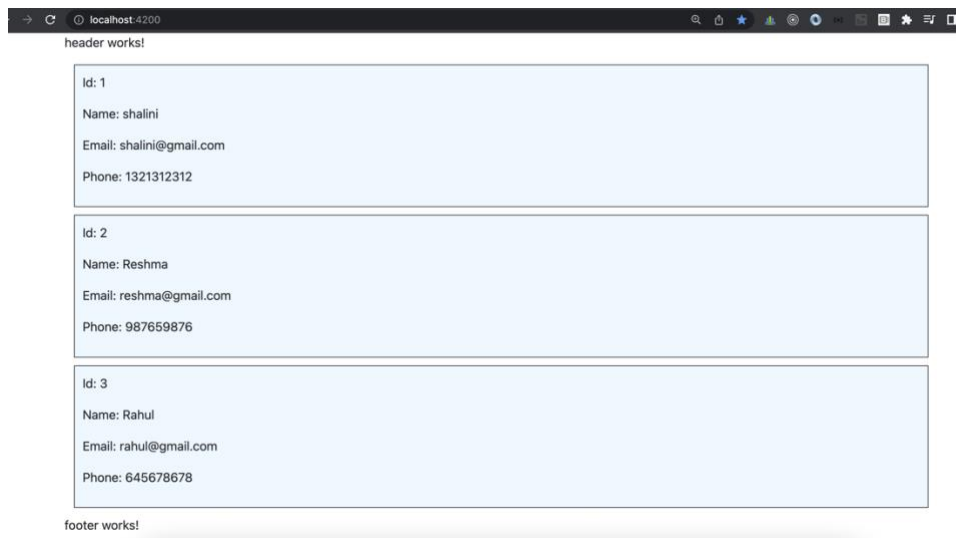 localhost:4200
header works!
Id: 1
Name: shalini
Email: shalini@gmail.com
Phone: 1321312312
Id: 2
Name: Reshma
Email: reshma@gmail.com
Phone: 987659876
Id: 3
Name: Rahul
Email: rahul@gmail.com
Phone: 645678678
footer works!